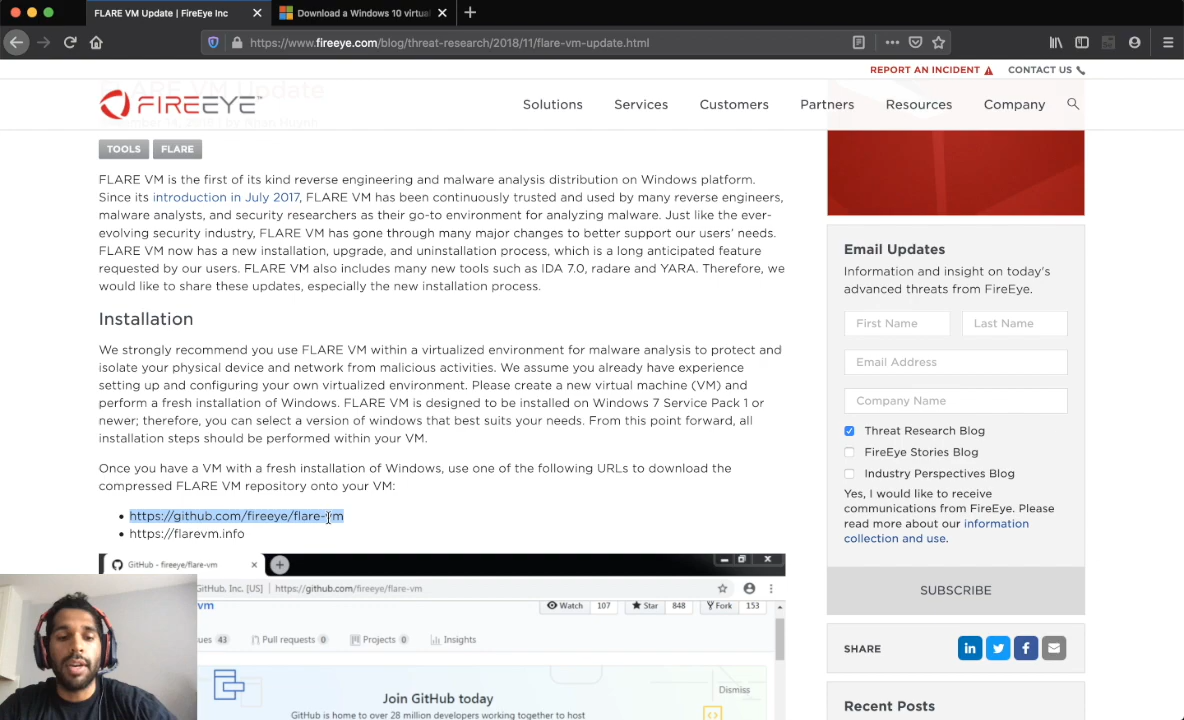 FLARE VM Update | FireEye Inc
Download a Windows 10 virtual
https://www.fireeye.com/blog/threat-research/2018/11/flare-vm-update.html
REPORT AN INCIDENT
CONTACT US
FLARE VM Update
FIREEYE
Solutions
Services
Customers
Partners
Resources
Company
TOOLS
FLARE
FLARE VM is the first of its kind reverse engineering and malware analysis distribution on Windows platform.
Since its introduction in July 2017, FLARE VM has been continuously trusted and used by many reverse engineers,
malware analysts, and security researchers as their go-to environment for analyzing malware. Just like the ever-
evolving security industry, FLARE VM has gone through many major changes to better support our users' needs.
FLARE VM now has a new installation, upgrade, and uninstallation process, which is a long anticipated feature
requested by our users. FLARE VM also includes many new tools such as IDA 7.0, radare and YARA. Therefore, we
would like to share these updates, especially the new installation process.
Installation
We strongly recommend you use FLARE VM within a virtualized environment for malware analysis to protect and
isolate your physical device and network from malicious activities. We assume you already have experience
setting up and configuring your own virtualized environment. Please create a new virtual machine (VM) and
perform a fresh installation of Windows. FLARE VM is designed to be installed on Windows 7 Service Pack 1 or
newer; therefore, you can select a version of windows that best suits your needs. From this point forward, all
installation steps should be performed within your VM.
Once you have a VM with a fresh installation of Windows, use one of the following URLs to download the
compressed FLARE VM repository onto your VM:
https://github.com/fireeye/flare-vm
https://flarevm.info
GitHub - fireeye/flare-vm
GitHub, Inc. [US] | https://github.com/fireeye/flare-vm
vm
Watch 107
Star 848
Fork 153
ues 43
Pull requests 0
Projects 0
Insights
Dismiss
Join GitHub today
GitHub is home to over 28 million developers working together to host
Email Updates
Information and insight on today's
advanced threats from FireEye.
First Name
Last Name
Email Address
Company Name
Threat Research Blog
FireEye Stories Blog
Industry Perspectives Blog
Yes, I would like to receive
communications from FireEye. Please
read more about our information
collection and use.
SUBSCRIBE
SHARE
Recent Posts